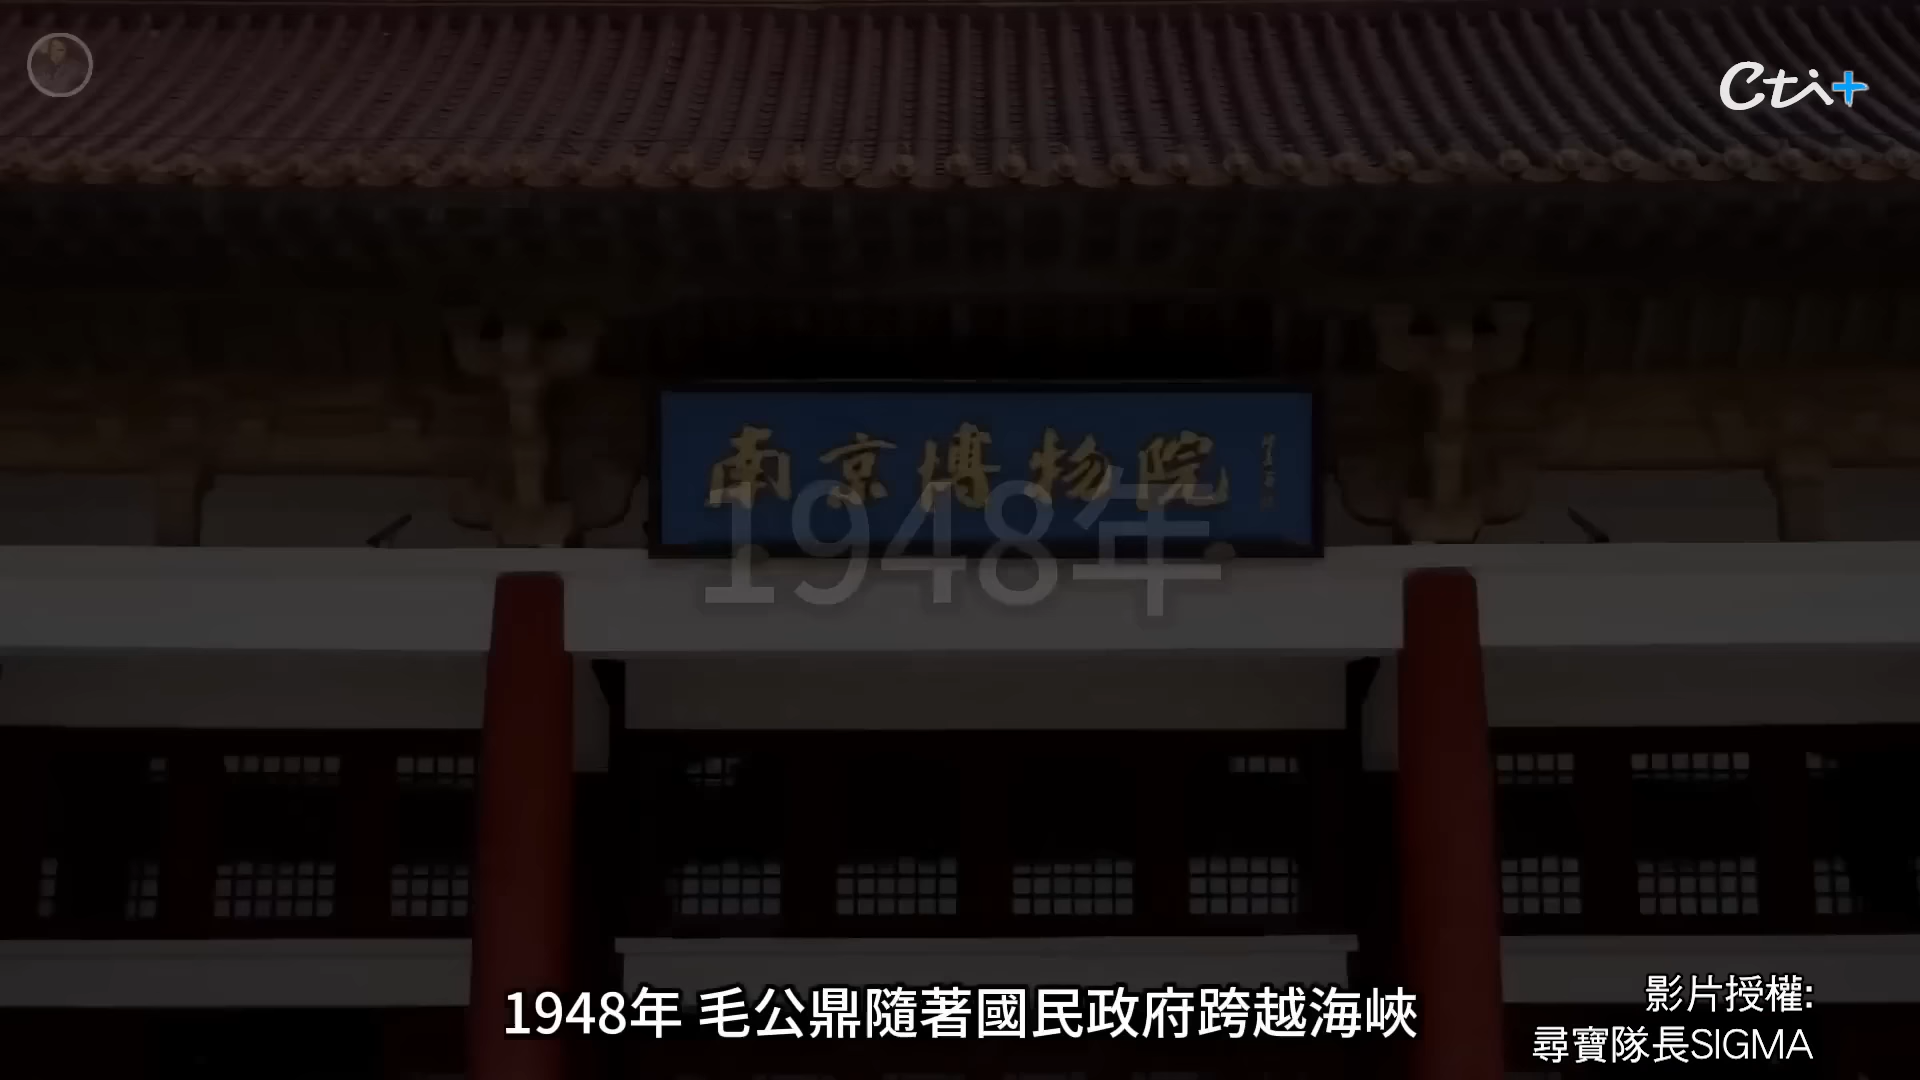 Cti+
南京博物院
1948年
1948年 毛公鼎隨著國民政府跨越海峽
影片授權:
尋寶隊長SIGMA